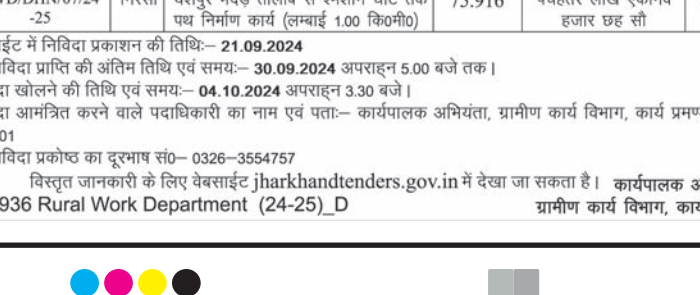 -25
पथ निर्माण कार्य (लम्बाई 1.00 कि0मी0)
हजार छह सौ
ईट में निविदा प्रकाशन की तिथिः– 21.09.2024
विदा प्राप्ति की अंतिम तिथि एवं समयः– 30.09.2024 अपराहन 5.00 बजे तक।
दा खोलने की तिथि एवं समयः– 04.10.2024 अपराहन 3.30 बजे।
दा आमंत्रित करने वाले पदाधिकारी का नाम एवं पताः– कार्यपालक अभियंता, ग्रामीण कार्य विभाग, कार्य प्रमण
01
विदा प्रकोष्ठ का दूरभाष सं0– 0326–3554757
विस्तृत जानकारी के लिए वेबसाईट jharkhandtenders.gov.in में देखा जा सकता है। कार्यपालक अ
936 Rural Work Department (24-25)_D
ग्रामीण कार्य विभाग, कार्य